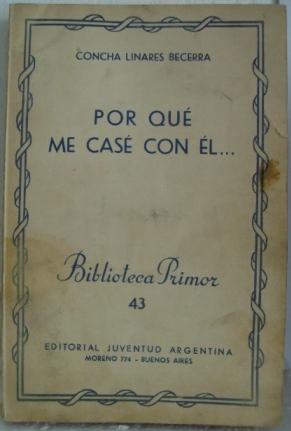 CONCHA LINARES BECERRA
POR QUÉ
ME CASÉ CON ÉL...
Biblioteca Primor
43
EDITORIAL JUVENTUD ARGENTINA
MORENO 774 - BUENOS AIRES